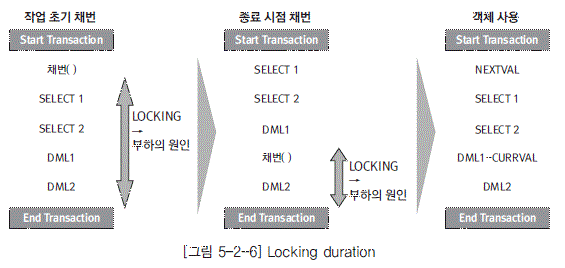 작업 초기 채번
Start Transaction
채번( )
SELECT 1
SELECT 2
DML1
DML2
End Transaction
LOCKING
→
부하의 원인
종료 시점 채번
Start Transaction
SELECT 1
SELECT 2
DML1
채번( )
DML2
End Transaction
LOCKING
→
부하의 원인
객체 사용
Start Transaction
NEXTVAL
SELECT 1
SELECT 2
DML1--CURRVAL
DML2
End Transaction
[그림 5-2--6] Locking duration